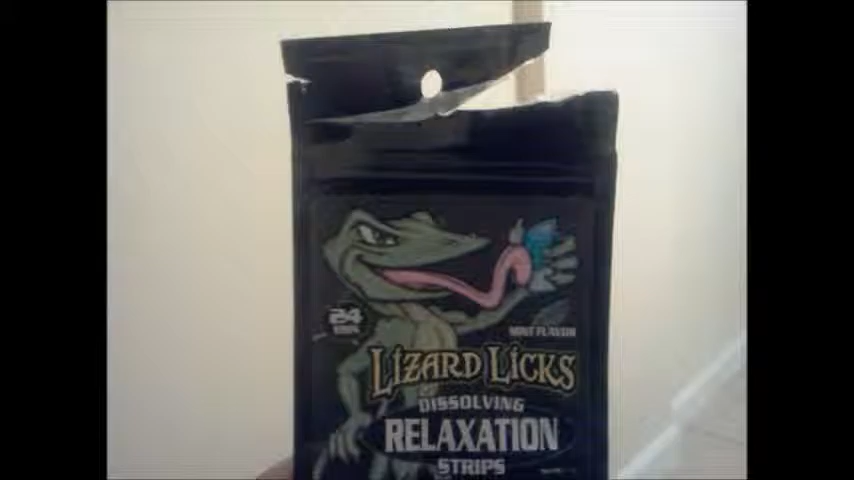 24
MINT FLAVOR
LIZARD LICKS
DISSOLVING
RELAXATION
STRIPS